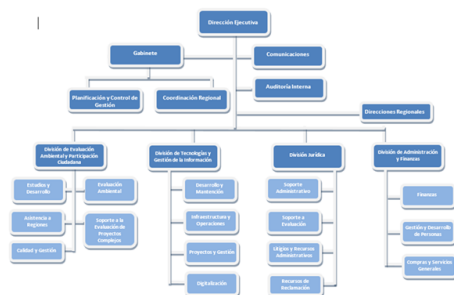 Dirección Ejecutiva
Gabinete
Comunicaciones
Auditoría Interna
Planificación y Control de
Gestión
Coordinación Regional
Direcciones Regionales
División de Evaluación
Ambiental y Participación
Ciudadana
División de Tecnologías y
Gestión de la Información
División Jurídica
División de Administración
y Finanzas
Estudios y
Desarrollo
Evaluación
Ambiental
Asistencia a
Regiones
Soporte a la
Evaluación de
Proyectos
Complejos
Calidad y Gestión
Desarrollo y
Mantención
Infraestructura y
Operaciones
Proyectos y Gestión
Digitalización
Soporte
Administrativo
Soporte a
Evaluación
Litigios y Recursos
Administrativos
Recursos de
Reclamación
Finanzas
Gestión y Desarrollo
de Personas
Compras y Servicios
Generales